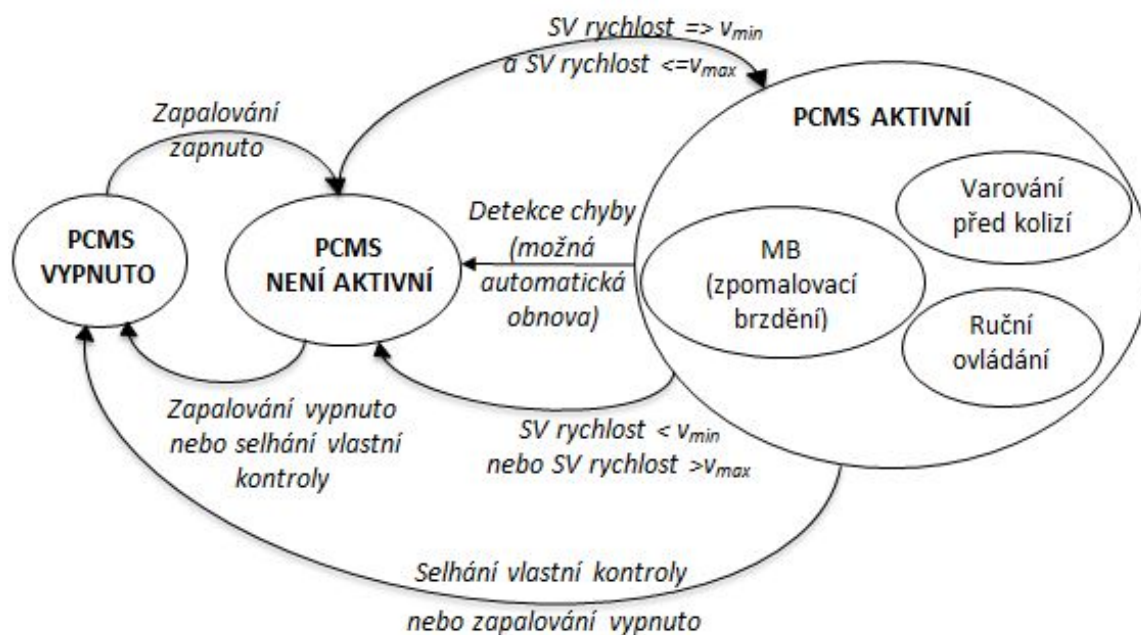 SV rychlost => vmin
a SV rychlost <=vmax
Zapalování
zapnuto
PCMS AKTIVNÍ
Varování
před kolizí
PCMS
VYPNUTO
PCMS
NENÍ AKTIVNÍ
Detekce chyby
(možná
automatická
obnova)
MB
(zpomalovací
brzdění)
Ruční
ovládání
Zapalování vypnuto
nebo selhání vlastní
kontroly
SV rychlost < vmin
nebo SV rychlost >vmax
Selhání vlastní kontroly
nebo zapalování vypnuto